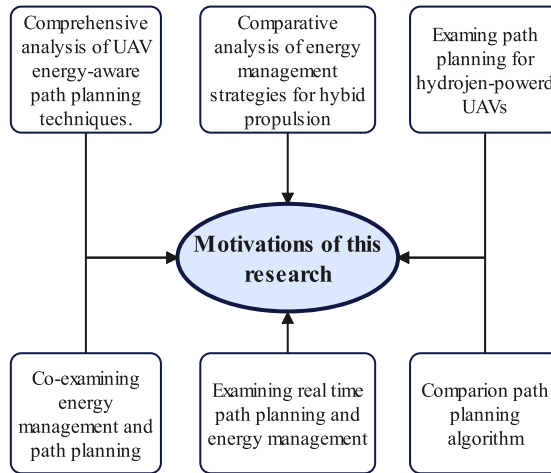 Comprehensive
analysis of UAV
energy-aware
path planning
techniques.
Comparative
analysis of energy
management
strategies for hybid
propulsion
Examing path
planning for
hydrojen-powerd
UAVs
Motivations of this
research
Co-examining
energy
management and
path planning
Examining real time
path planning and
energy management
Comparion path
planning
algorithm